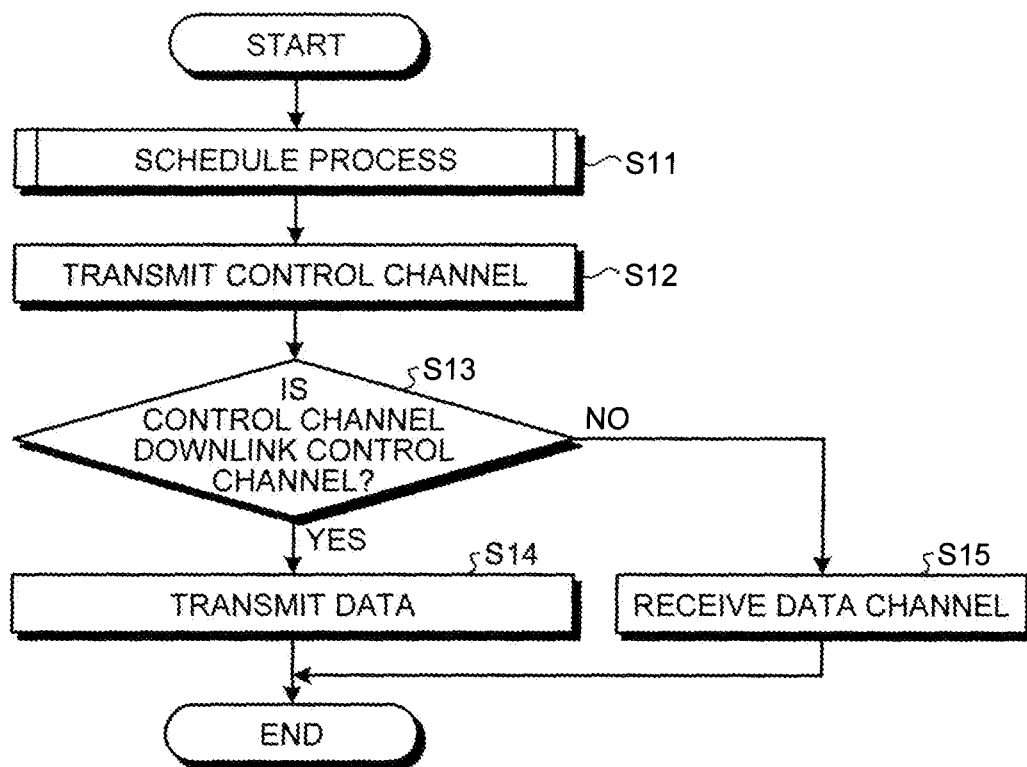 START
SCHEDULE PROCESS
S11
TRANSMIT CONTROL CHANNEL
S12
S13
IS
CONTROL CHANNEL
DOWNLINK CONTROL
CHANNEL?
NO
YES
S14
TRANSMIT DATA
S15
RECEIVE DATA CHANNEL
END